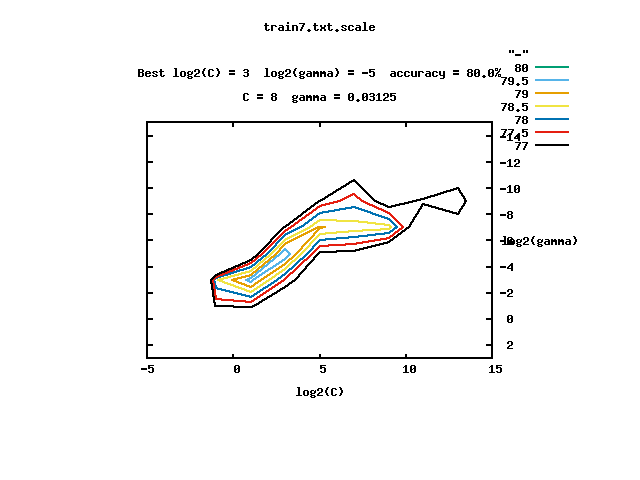 train7.txt.scale
"-"
Best log2(C) = 3  log2(gamma) = -5  accuracy = 80.0%
C = 8  gamma = 0.03125
80
79.5
79
78.5
78
77.5
77
-14
-12
-10
-8
-6
log2(gamma)
-4
-2
0
2
-5 0 5 10 15
log2(C)